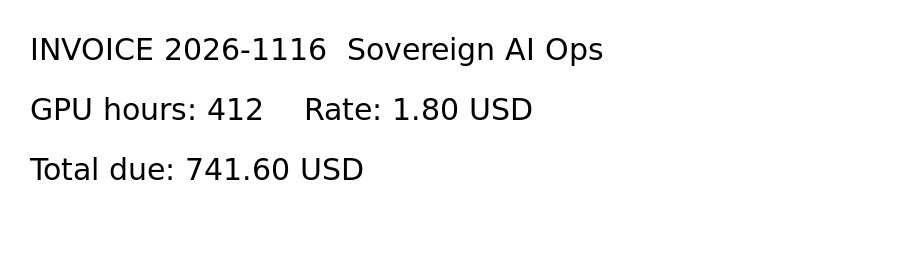 INVOICE 2026-1116  Sovereign AI Ops
GPU hours: 412    Rate: 1.80 USD
Total due: 741.60 USD